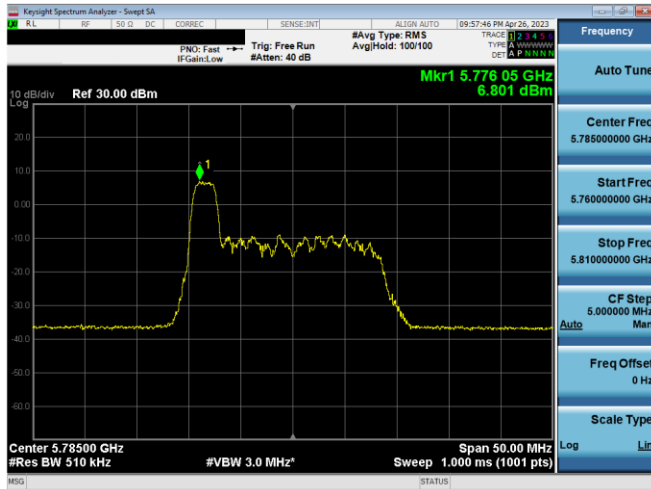 Keysight Spectrum Analyzer - Swept SA
RL RF 50 Ω DC CORREC SENSE:INT ALIGN AUTO 09:57:46 PM Apr 26, 2023
PNO: Fast Trig: Free Run #Avg Type: RMS TRACE 1 2 3 4 5 6
IFGain:Low #Atten: 40 dB Avg|Hold: 100/100 TYPE A WWWWW
DET A P N N N N
Mkr1 5.776 05 GHz
6.801 dBm
10 dB/div Ref 30.00 dBm
Log
20.0
10.0
0.00
-10.0
-20.0
-30.0
-40.0
-50.0
-60.0
1
Center 5.78500 GHz Span 50.00 MHz
#Res BW 510 kHz #VBW 3.0 MHz* Sweep 1.000 ms (1001 pts)
MSG STATUS
Frequency
Auto Tune
Center Freq
5.785000000 GHz
Start Freq
5.760000000 GHz
Stop Freq
5.810000000 GHz
CF Step
5.000000 MHz
Auto Man
Freq Offset
0 Hz
Scale Type
Log Lin